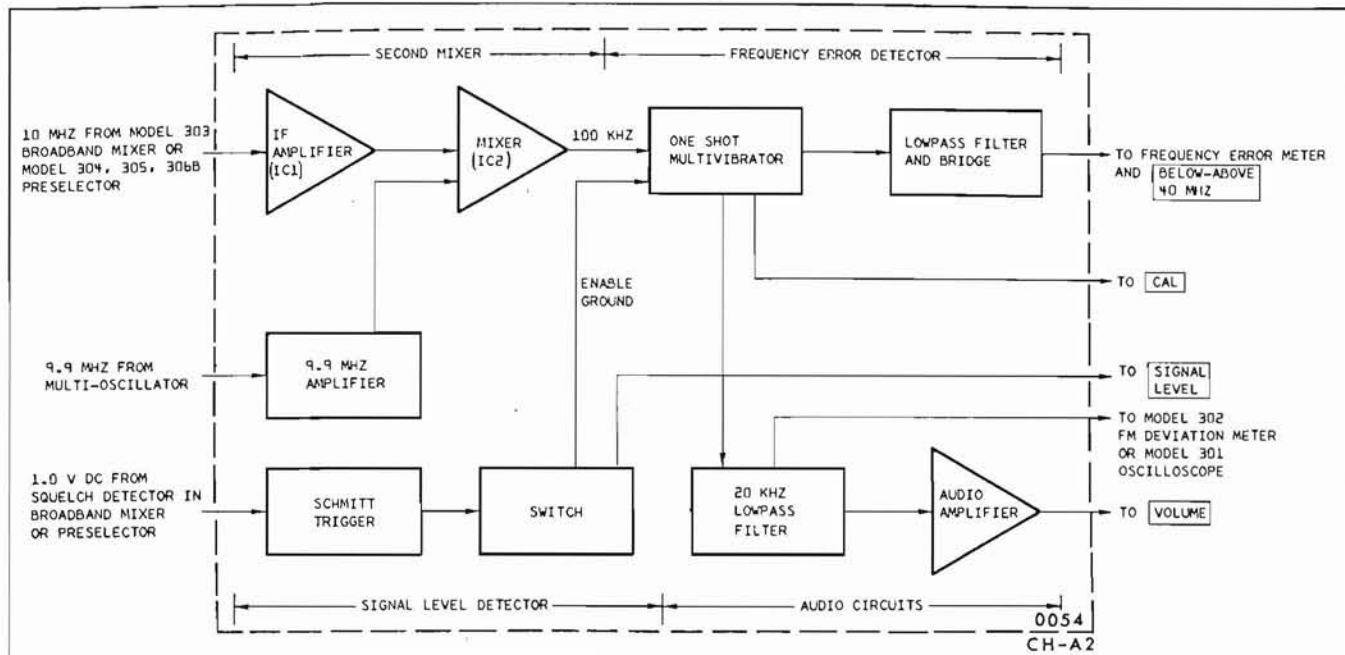 SECOND MIXER
FREQUENCY ERROR DETECTOR
10 MHZ FROM MODEL 303
BROADBAND MIXER OR
MODEL 304, 305, 306B
PRESELECTOR
IF
AMPLIFIER
(IC1)
MIXER
(IC2)
100 KHZ
ONE SHOT
MULTIVIBRATOR
LOWPASS FILTER
AND BRIDGE
TO FREQUENCY ERROR METER
AND BELOW-ABOVE
40 MHZ
ENABLE
GROUND
TO CAL
9.9 MHZ FROM
MULTI-OSCILLATOR
9.9 MHZ
AMPLIFIER
TO SIGNAL
LEVEL
TO MODEL 302
FM DEVIATION METER
OR MODEL 301
OSCILLOSCOPE
1.0 V DC FROM
SQUELCH DETECTOR IN
BROADBAND MIXER
OR PRESELECTOR
SCHMITT
TRIGGER
SWITCH
20 KHZ
LOWPASS
FILTER
AUDIO
AMPLIFIER
TO VOLUME
SIGNAL LEVEL DETECTOR
AUDIO CIRCUITS
0054
CH-A2